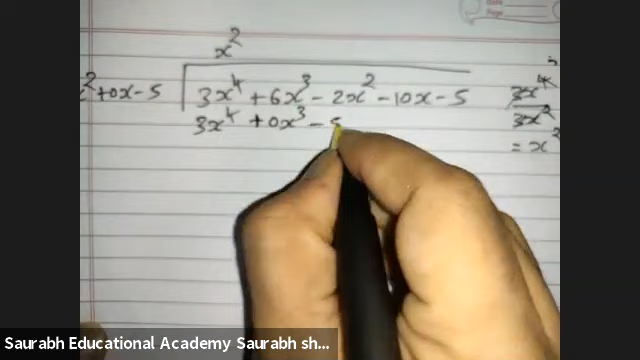 x²
x²+0x-5 3x⁴ + 6x³ - 2x² - 10x - 5
3x⁴ + 0x³ - 5
3x⁴
3x²
= x²
Saurabh Educational Academy Saurabh sh...